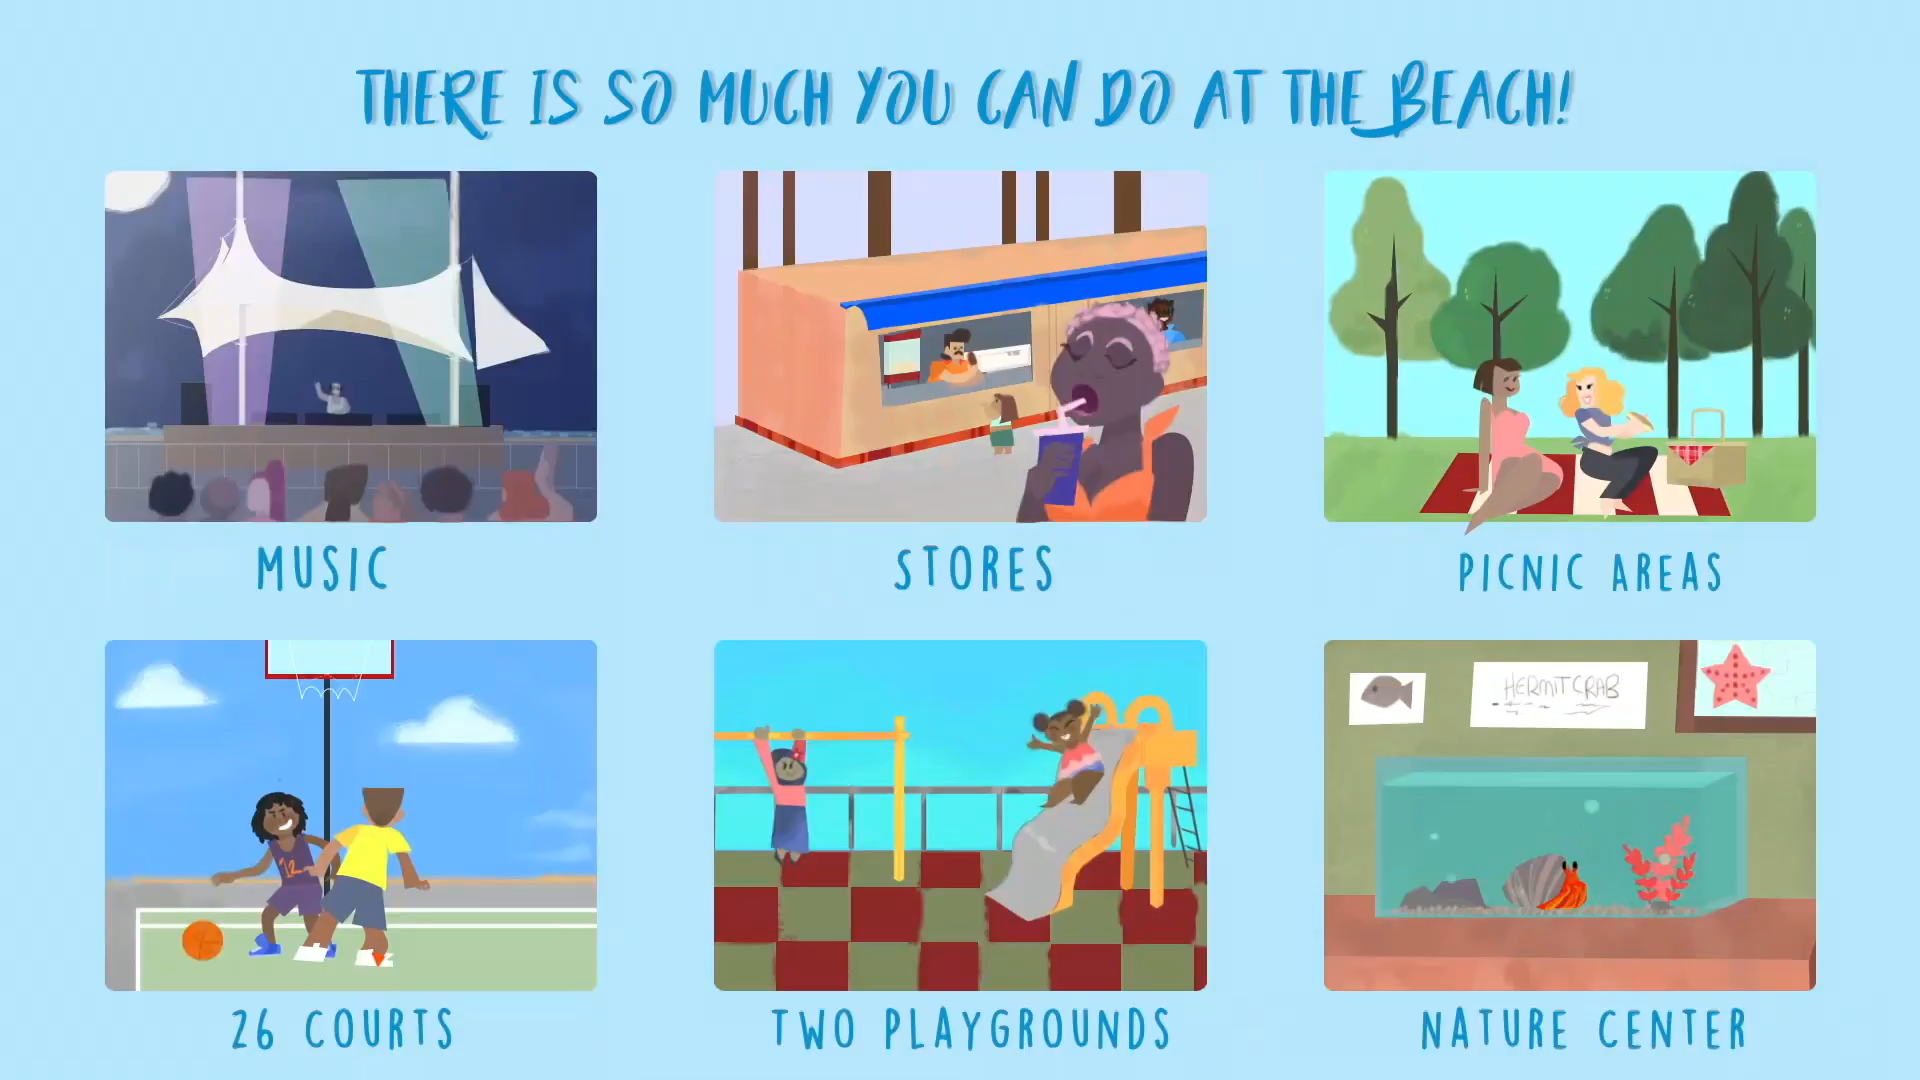 THERE IS SO MUCH YOU CAN DO AT THE BEACH!
MUSIC
STORES
PICNIC AREAS
12
HERMIT CRAB
26 COURTS
TWO PLAYGROUNDS
NATURE CENTER